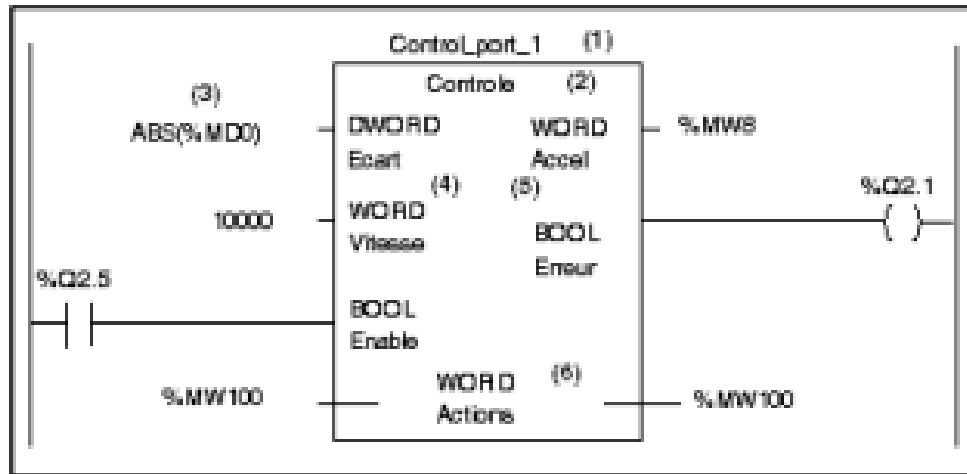 Control_port_1 (1)
Controle (2)
(3)
ABS(%MD0)
DWORD
Ecart
WORD
Accel
%MW8
(4)
(5)
10000
WORD
Vitesse
BOOL
Erreur
%Q2.1
%Q2.5
BOOL
Enable
%MW100
WORD (6)
Actions
%MW100